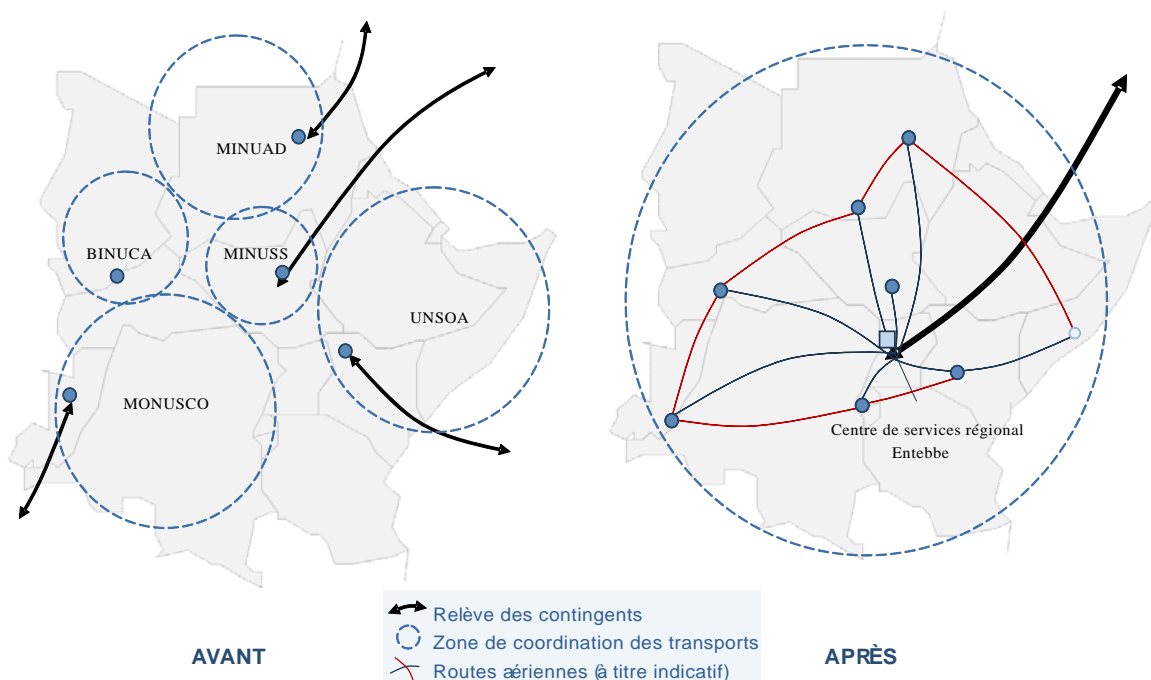 MINUAD
BINUCA
MINUSS
UNSOA
MONUSCO
Centre de services régional
Entebbe
Relève des contingents
Zone de coordination des transports
Routes aériennes (à titre indicatif)
AVANT
APRÈS